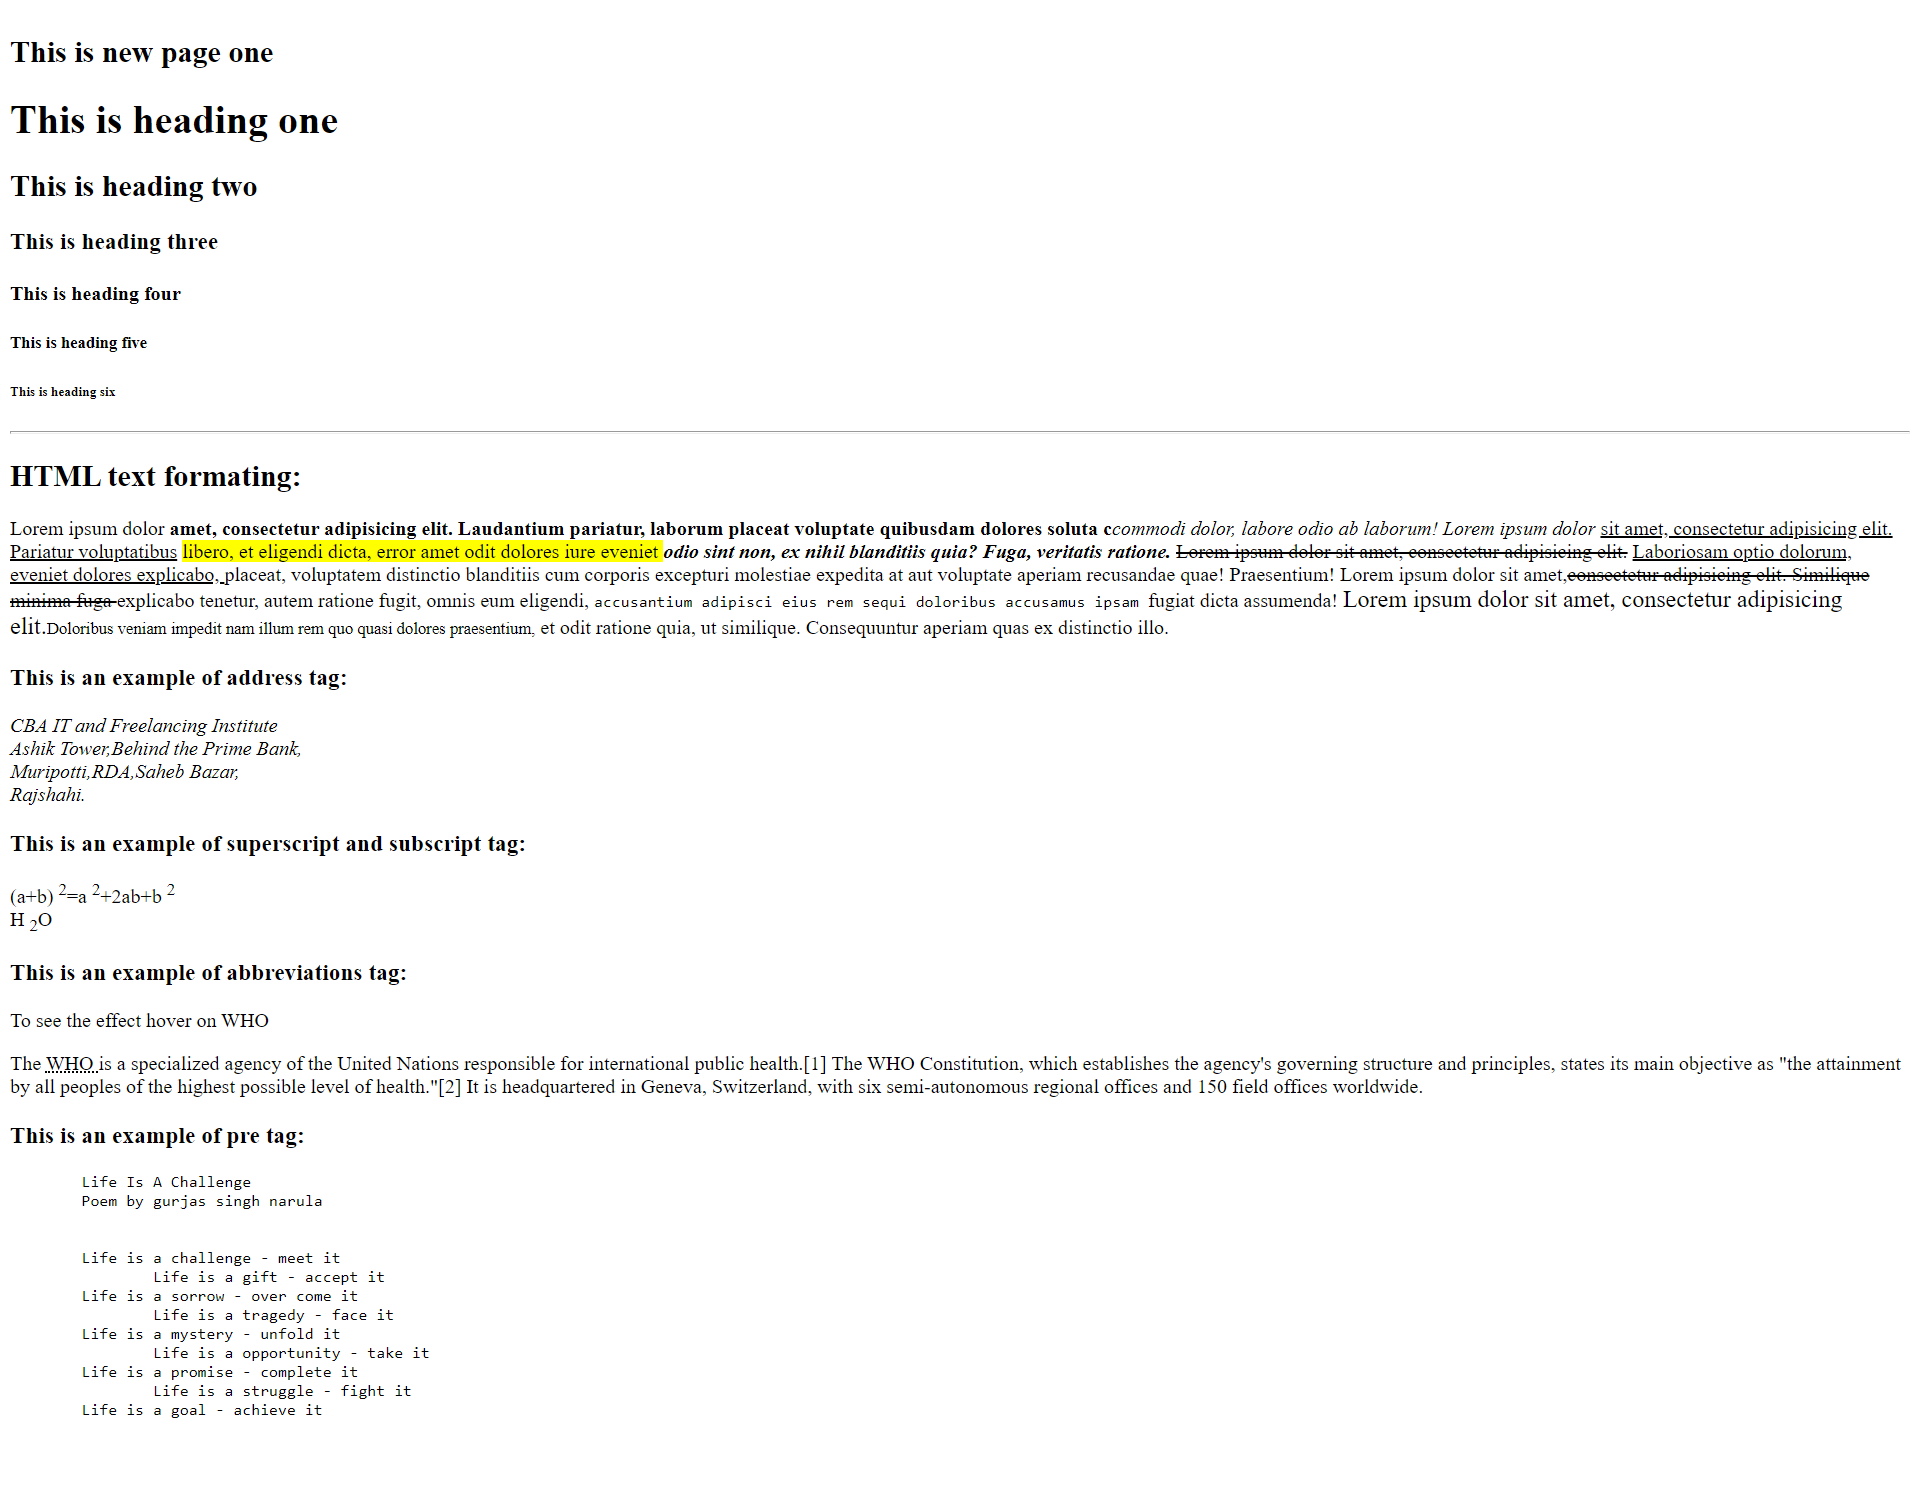 This is new page one
This is heading one
This is heading two
This is heading three
This is heading four
This is heading five
This is heading six
HTML text formating:
Lorem ipsum dolor amet, consectetur adipisicing elit. Laudantium pariatur, laborum placeat voluptate quibusdam dolores soluta ccommodi dolor, labore odio ab laborum! Lorem ipsum dolor sit amet, consectetur adipisicing elit.
Pariatur voluptatibus libero, et eligendi dicta, error amet odit dolores iure eveniet odio sint non, ex nihil blanditiis quia? Fuga, veritatis ratione. Lorem ipsum dolor sit amet, consectetur adipisicing elit. Laboriosam optio dolorum,
eveniet dolores explicabo, placeat, voluptatem distinctio blanditiis cum corporis excepturi molestiae expedita at aut voluptate aperiam recusandae quae! Praesentium! Lorem ipsum dolor sit amet,consectetur adipisicing elit. Similique
minima fuga explicabo tenetur, autem ratione fugit, omnis eum eligendi, accusantium adipisci eius rem sequi doloribus accusamus ipsam fugiat dicta assumenda! Lorem ipsum dolor sit amet, consectetur adipisicing
elit.Doloribus veniam impedit nam illum rem quo quasi dolores praesentium, et odit ratione quia, ut similique. Consequuntur aperiam quas ex distinctio illo.
This is an example of address tag:
CBA IT and Freelancing Institute
Ashik Tower,Behind the Prime Bank,
Muripotti,RDA,Saheb Bazar,
Rajshahi.
This is an example of superscript and subscript tag:
(a+b) ²=a ²+2ab+b ²
H ₂O
This is an example of abbreviations tag:
To see the effect hover on WHO
The WHO is a specialized agency of the United Nations responsible for international public health.[1] The WHO Constitution, which establishes the agency's governing structure and principles, states its main objective as "the attainment
by all peoples of the highest possible level of health."[2] It is headquartered in Geneva, Switzerland, with six semi-autonomous regional offices and 150 field offices worldwide.
This is an example of pre tag:
Life Is A Challenge
Poem by gurjas singh narula
Life is a challenge - meet it
Life is a gift - accept it
Life is a sorrow - over come it
Life is a tragedy - face it
Life is a mystery - unfold it
Life is a opportunity - take it
Life is a promise - complete it
Life is a struggle - fight it
Life is a goal - achieve it